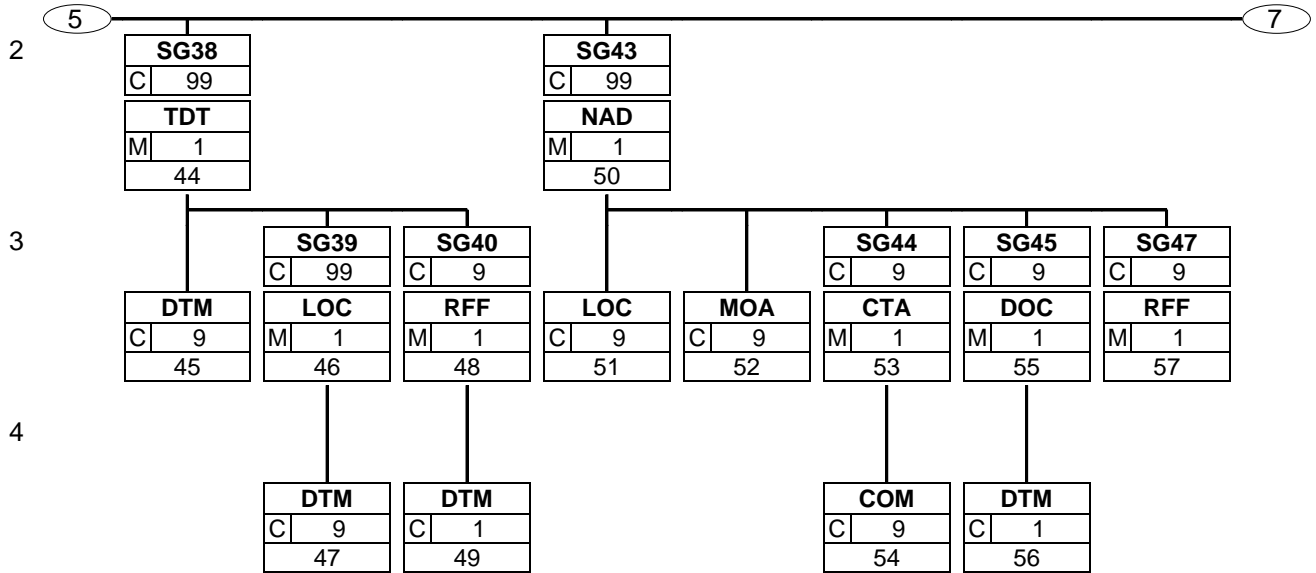 5 7
2 SG38 SG43
C 99 C 99
TDT NAD
M 1 M 1
44 50
3 SG39 SG40 SG44 SG45 SG47
C 99 C 9 C 9 C 9 C 9
DTM LOC RFF LOC MOA CTA DOC RFF
C 9 M 1 M 1 C 9 C 9 M 1 M 1 M 1
45 46 48 51 52 53 55 57
4
DTM DTM COM DTM
C 9 C 1 C 9 C 1
47 49 54 56